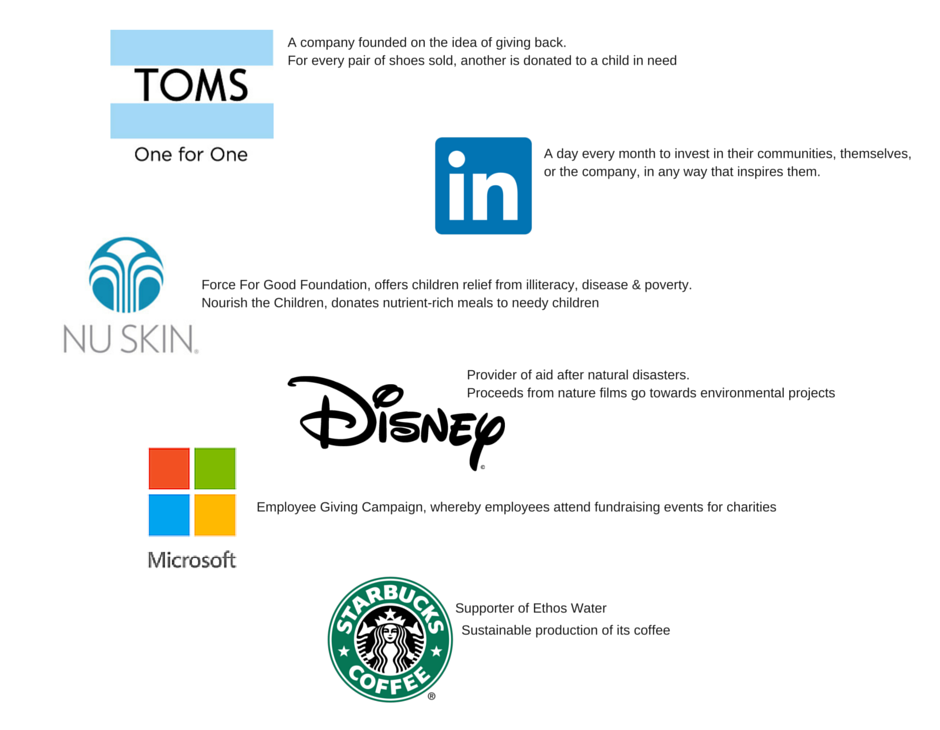 TOMS
One for One
A company founded on the idea of giving back.
For every pair of shoes sold, another is donated to a child in need
in
A day every month to invest in their communities, themselves,
or the company, in any way that inspires them.
NU SKIN®
Force For Good Foundation, offers children relief from illiteracy, disease & poverty.
Nourish the Children, donates nutrient-rich meals to needy children
DISNEY©
Provider of aid after natural disasters.
Proceeds from nature films go towards environmental projects
Microsoft
Employee Giving Campaign, whereby employees attend fundraising events for charities
STARBUCKS
COFFEE®
Supporter of Ethos Water
Sustainable production of its coffee